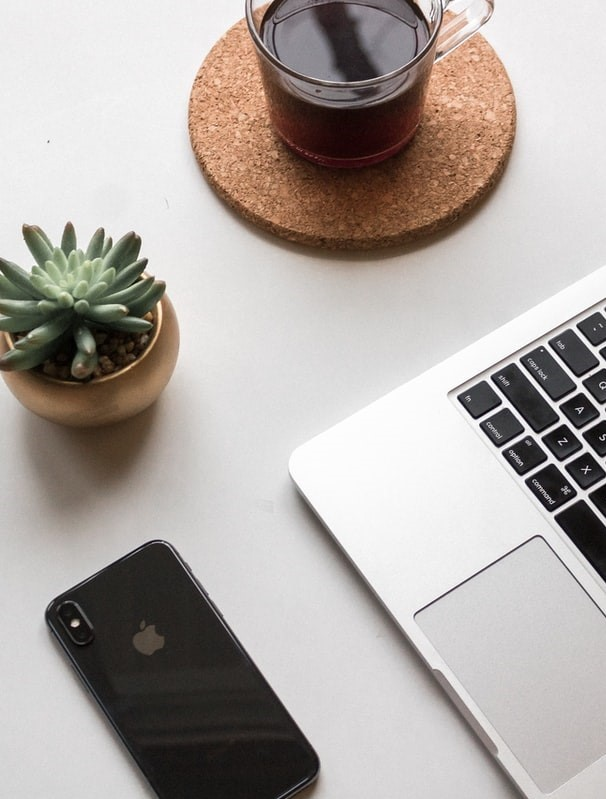 tab
caps lock
Q
shift
A
S
fn
Z
control
X
alt
option
⌘
command